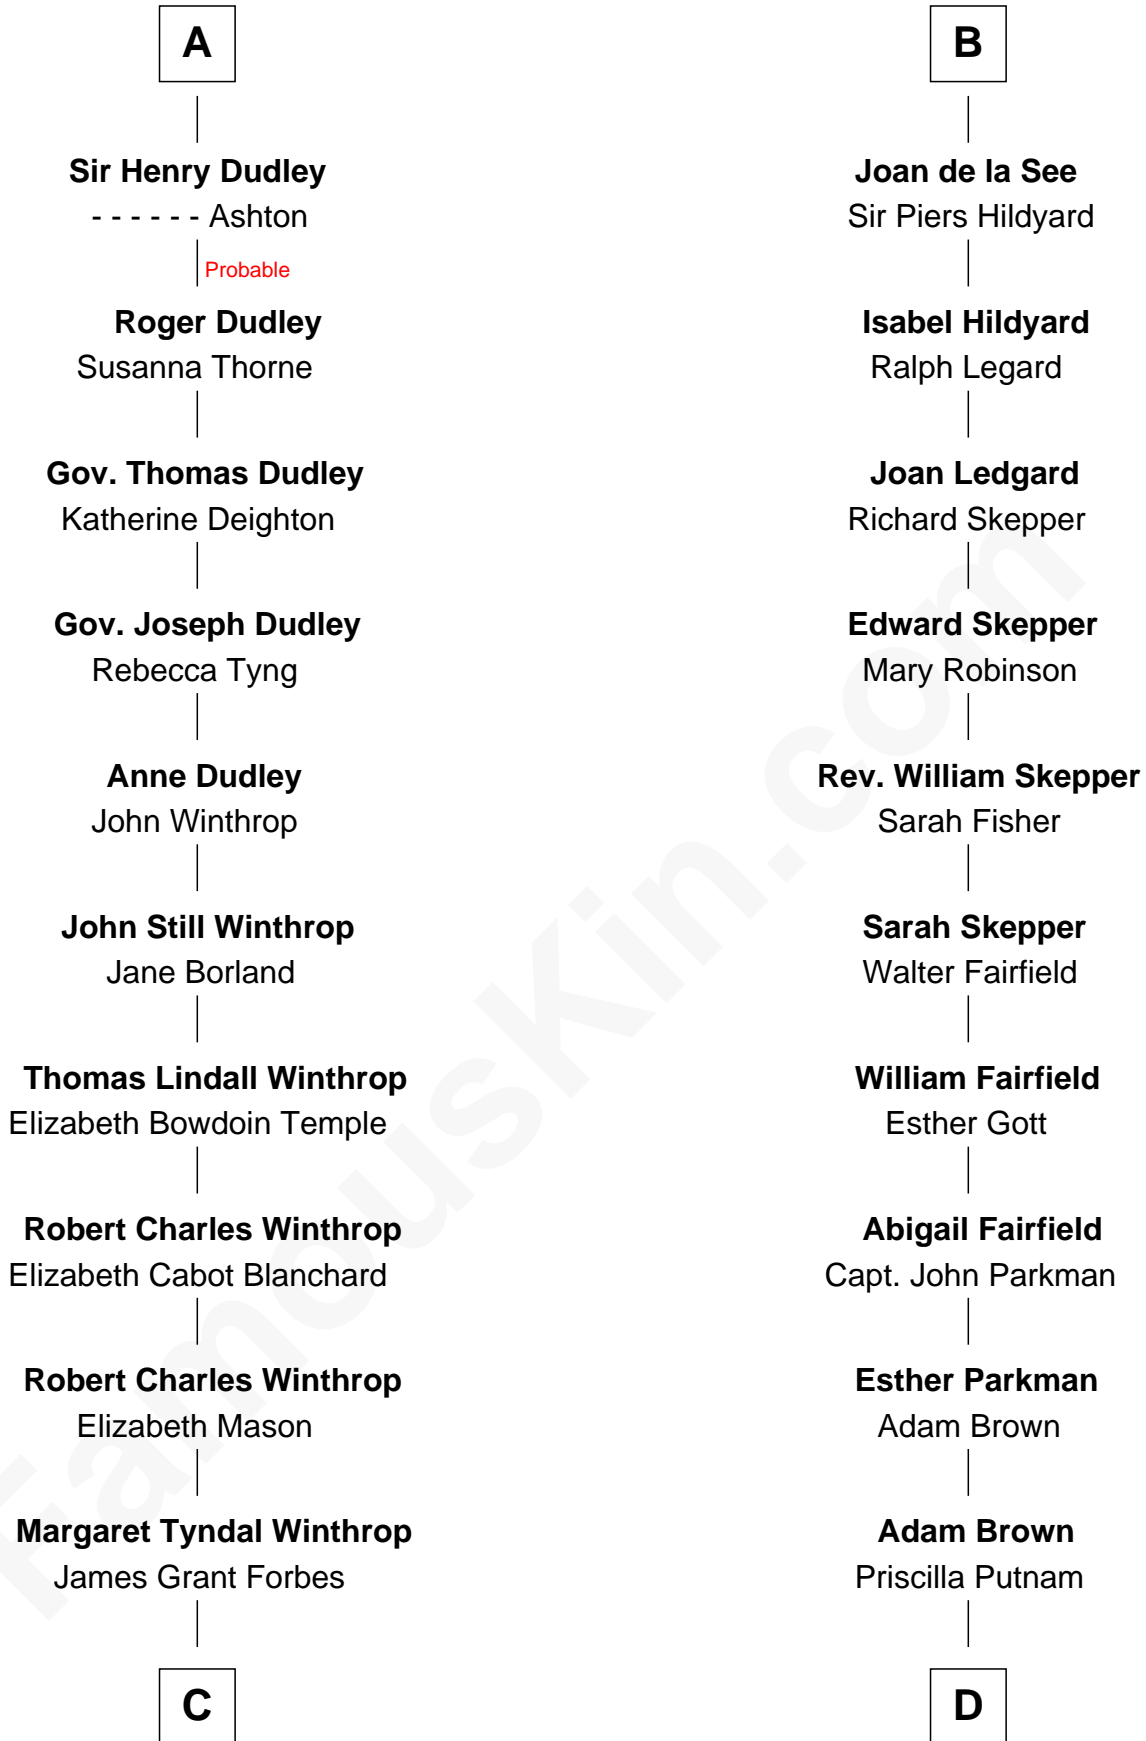 A
Sir Henry Dudley
- - - - - - Ashton
Probable
Roger Dudley
Susanna Thorne
Gov. Thomas Dudley
Katherine Deighton
Gov. Joseph Dudley
Rebecca Tyng
Anne Dudley
John Winthrop
John Still Winthrop
Jane Borland
Thomas Lindall Winthrop
Elizabeth Bowdoin Temple
Robert Charles Winthrop
Elizabeth Cabot Blanchard
Robert Charles Winthrop
Elizabeth Mason
Margaret Tyndal Winthrop
James Grant Forbes
C
B
Joan de la See
Sir Piers Hildyard
Isabel Hildyard
Ralph Legard
Joan Ledgard
Richard Skepper
Edward Skepper
Mary Robinson
Rev. William Skepper
Sarah Fisher
Sarah Skepper
Walter Fairfield
William Fairfield
Esther Gott
Abigail Fairfield
Capt. John Parkman
Esther Parkman
Adam Brown
Adam Brown
Priscilla Putnam
D
FamousKin.com